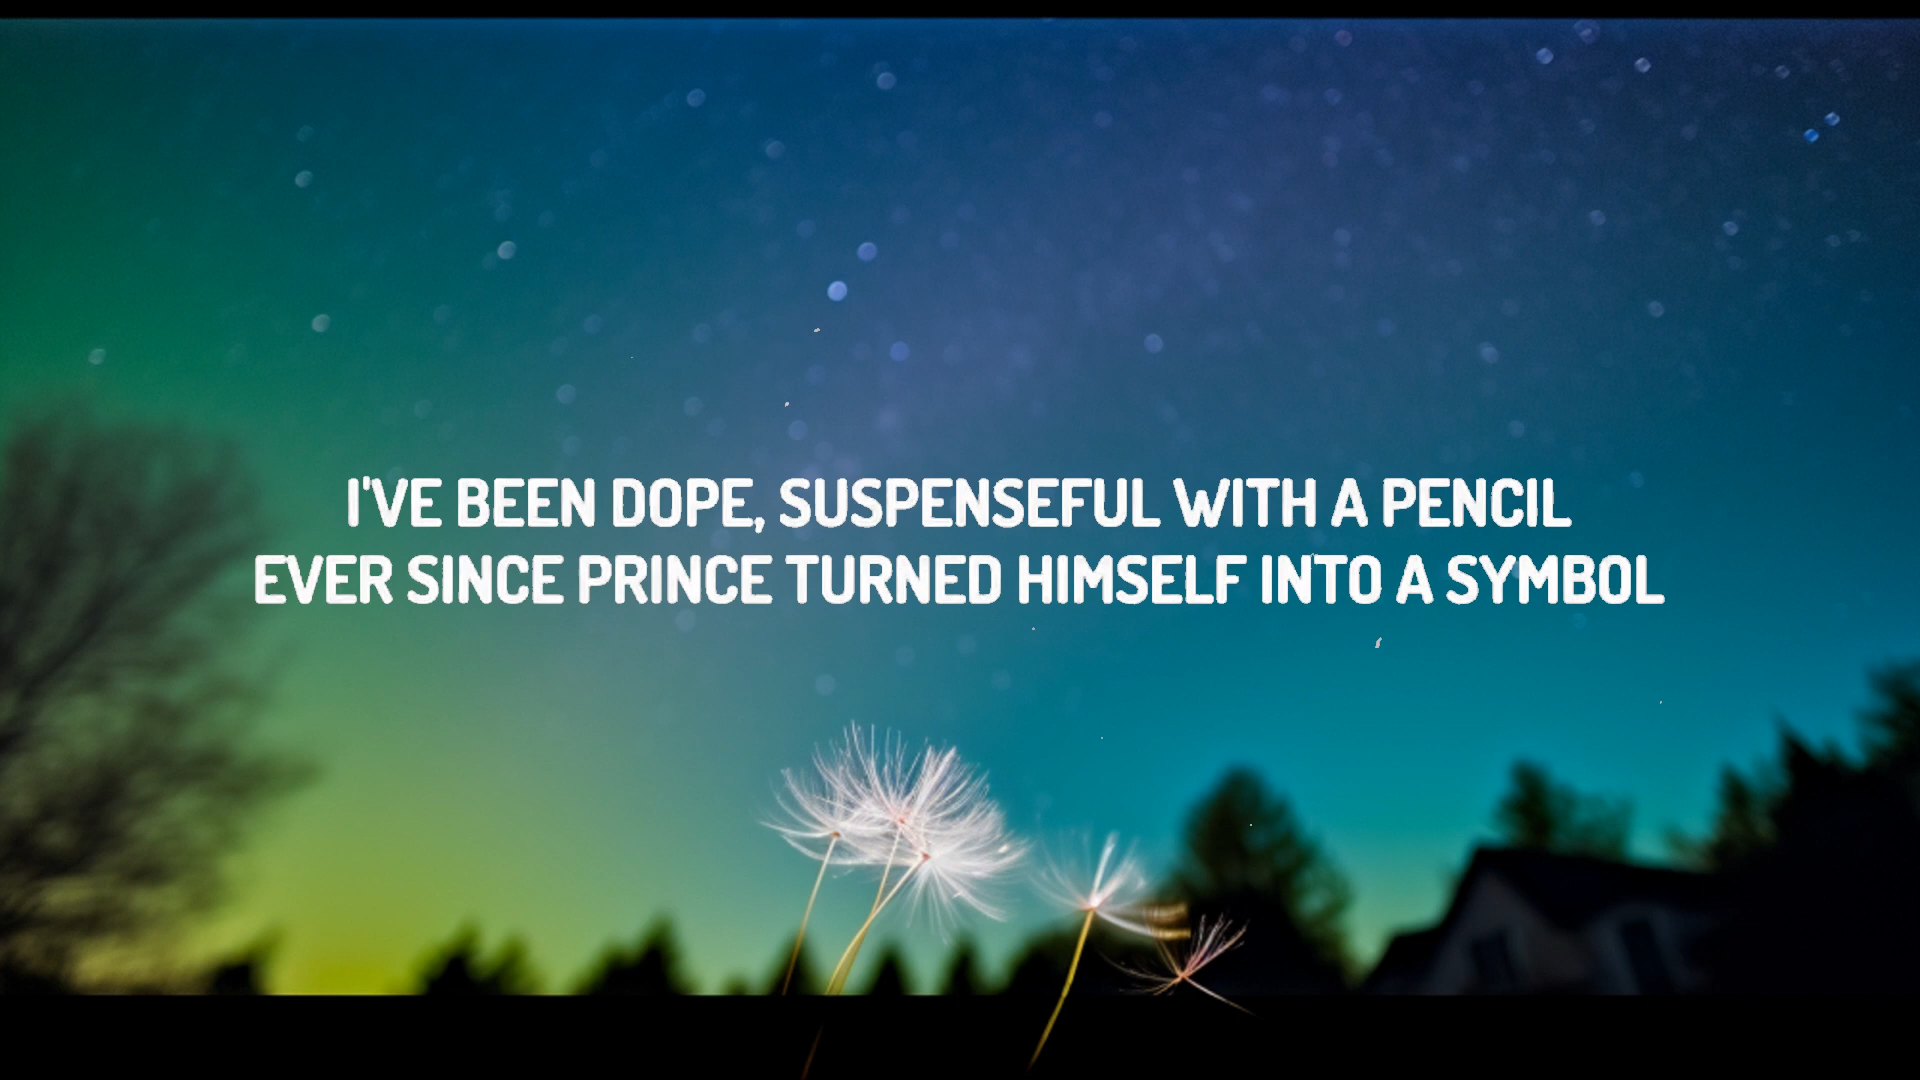 I'VE BEEN DOPE, SUSPENSEFUL WITH A PENCIL
EVER SINCE PRINCE TURNED HIMSELF INTO A SYMBOL